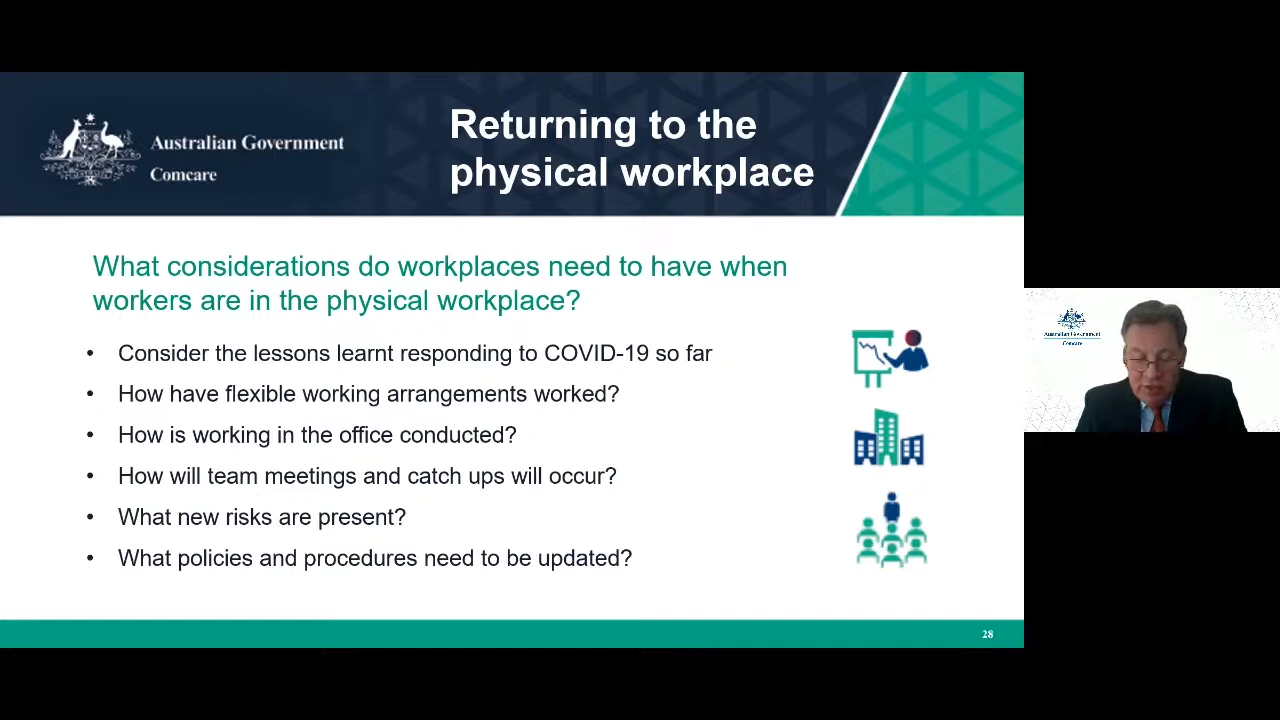 Australian Government
Comcare
Returning to the
physical workplace
What considerations do workplaces need to have when
workers are in the physical workplace?
• Consider the lessons learnt responding to COVID-19 so far
• How have flexible working arrangements worked?
• How is working in the office conducted?
• How will team meetings and catch ups will occur?
• What new risks are present?
• What policies and procedures need to be updated?
28
Australian Government
Comcare